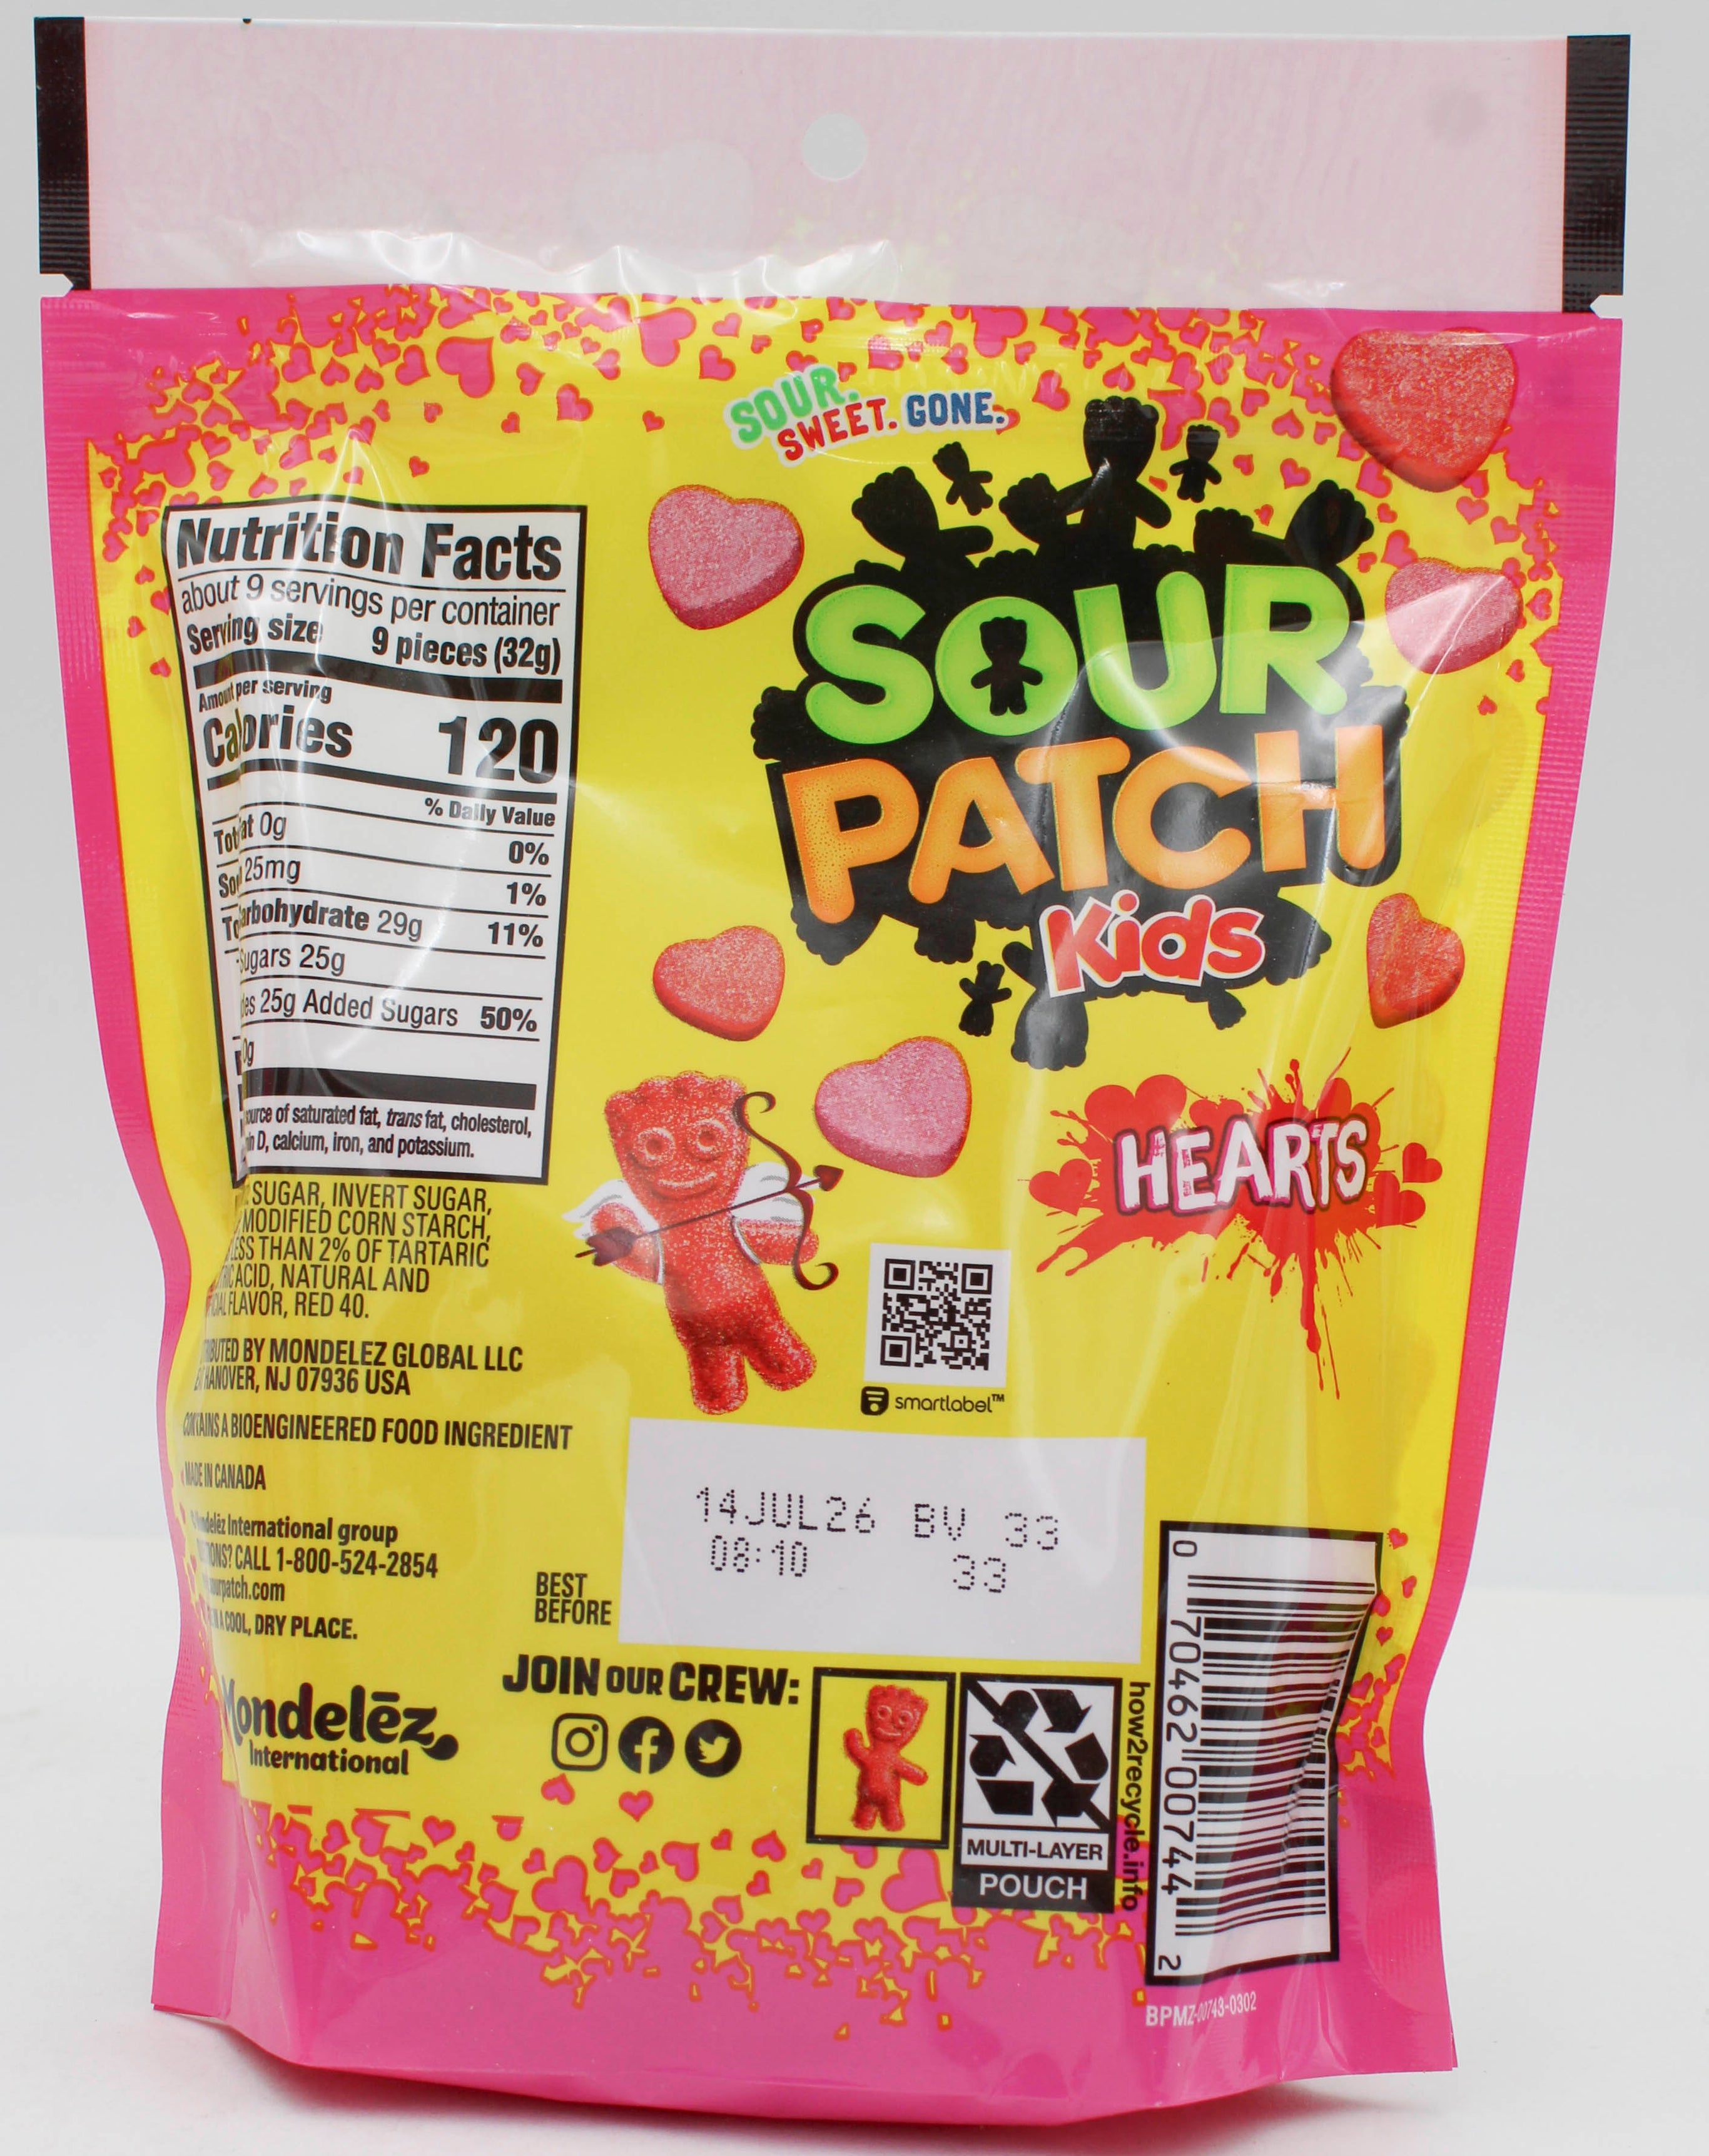 SOUR.
SWEET. GONE.
SOUR
PATCH
Kids
HEARTS
Nutrition Facts
about 9 servings per container
Serving size 9 pieces (32g)
Amount per serving
Calories 120
% Daily Value
0g 0%
25mg 1%
29g 11%
Sugars 25g
25g Added Sugars 50%
0g
of saturated fat, trans fat, cholesterol,
D, calcium, iron, and potassium.
SUGAR, INVERT SUGAR,
MODIFIED CORN STARCH,
LESS THAN 2% OF TARTARIC
ACID, NATURAL AND
FLAVOR, RED 40.
BY MONDELEZ GLOBAL LLC
HANOVER, NJ 07936 USA
CONTAINS A BIOENGINEERED FOOD INGREDIENT
MADE IN CANADA
International group
CALL 1-800-524-2854
A COOL, DRY PLACE.
Mondelēz
International
smartlabel™
14JUL26 BV 33
08:10 33
BEST
BEFORE
JOIN OUR CREW:
MULTI-LAYER
POUCH
how2recycle.info
0 70462 00744 2
BPMZ-00743-0302